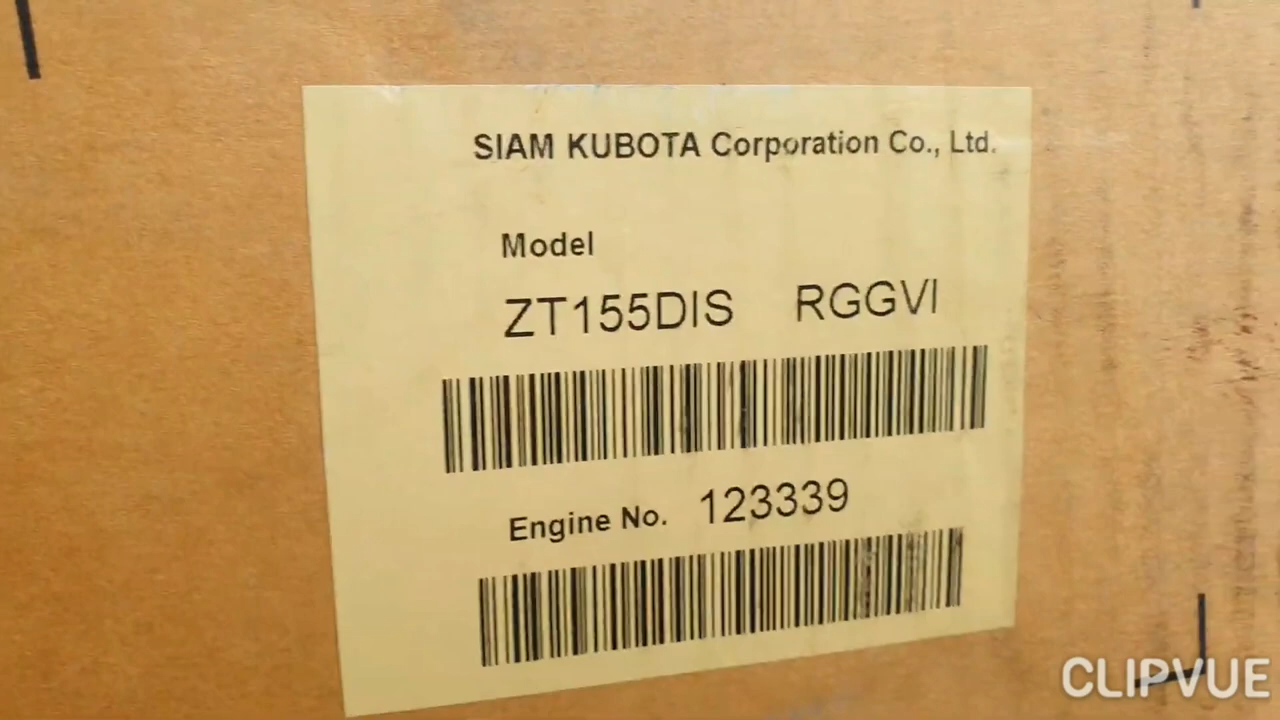 SIAM KUBOTA Corporation Co., Ltd.
Model
ZT155DIS RGGVI
Engine No. 123339
CLIPVUE